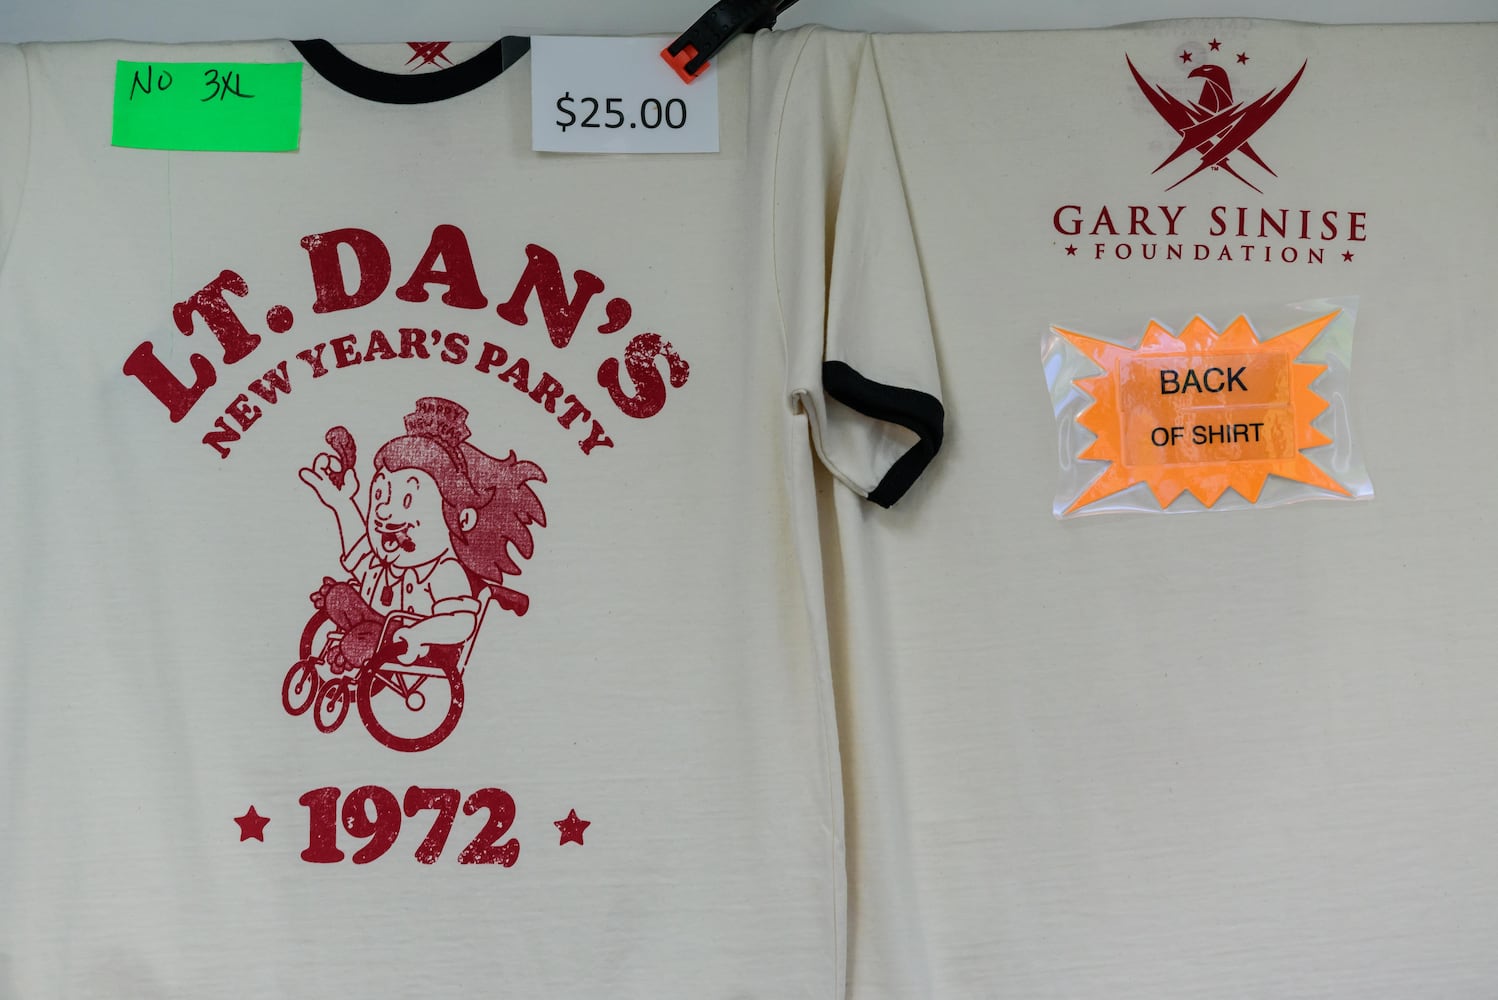 NO 3XL
$25.00
LT. DAN'S
NEW YEAR'S PARTY
HAPPY
NEW YEAR
1972
GARY SINISE
FOUNDATION
BACK
OF SHIRT